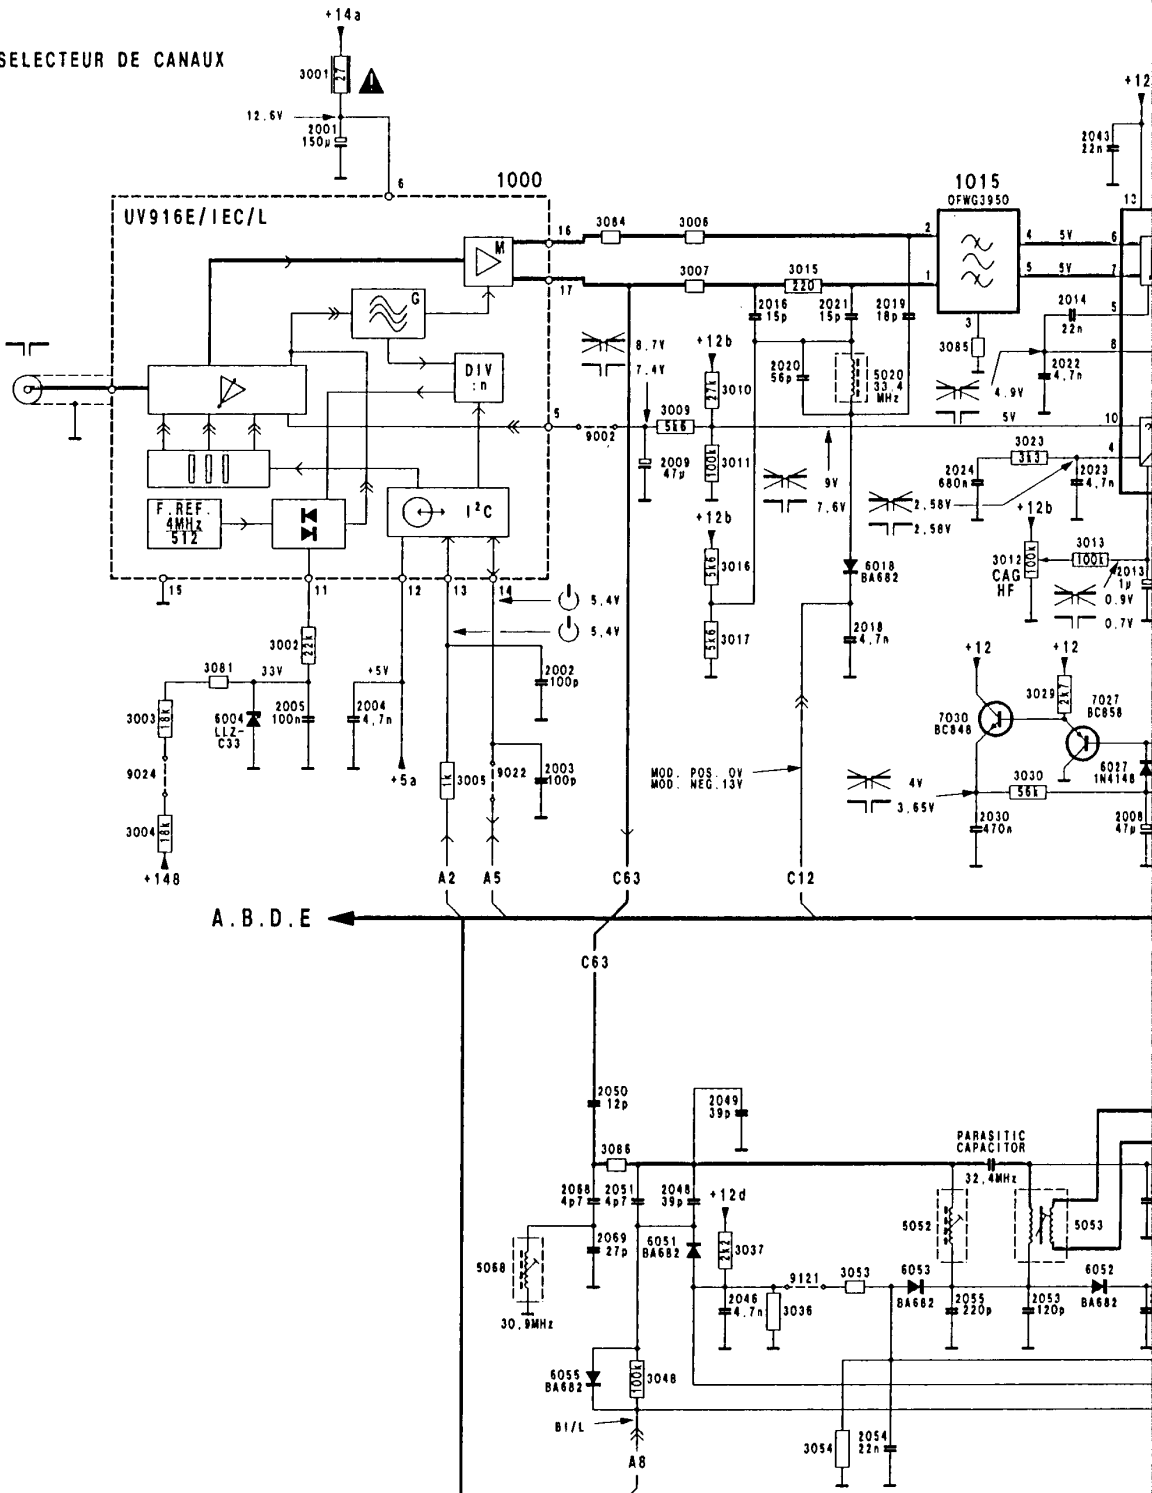 +14a
SELECTEUR DE CANAUX
3001
27
12,6V
2001
150µ
6
1000
UV916E/IEC/L
16
M
17
G
DIV
:n
5
I²C
F.REF.
4MHz
512
15
11
12
13
14
5,4V
5,4V
3002
22k
3081
33V
+5V
2002
100p
3003
18k
6004
LLZ-
C33
2005
100n
2004
4,7n
9024
+5a
1k
3005
9022
2003
100p
3004
18k
+148
A2
A5
C63
C12
A.B.D.E
3084
3006
3007
3015
220
2016
15p
2021
15p
2019
18p
8.7V
7.4V
+12b
2020
56p
5020
33,4
MHz
27k
3010
9002
3009
5k6
2009
47µ
100k
3011
9V
7,6V
+12b
5k6
3016
5k6
3017
6018
BA682
2018
4,7n
MOD. POS. 0V
MOD. NEG.13V
+12
2043
22n
1015
OFWG3950
13
2
4
5V
6
1
5
5V
7
3
2014
22n
5
3085
8
2022
4,7n
4.9V
5V
10
3023
3k3
4
2024
680n
2023
4,7n
2,58V
2,58V
+12b
3012
100k
CAG
HF
3013
100k
2013
1µ
0.9V
0.7V
+12
+12
3029
2k7
7027
BC858
7030
BC848
6027
1N4148
4V
3,65V
3030
56k
2030
470n
2008
47µ
C63
2050
12p
2049
39p
3086
PARASITIC
CAPACITOR
32,4MHz
2068
4p7
2051
4p7
2048
39p
+12d
5052
5053
2069
27p
6051
BA682
2k2
3037
5068
30,9MHz
9121
3053
6053
BA682
6052
BA682
2046
4,7n
3036
2055
220p
2053
120p
6055
BA682
100k
3048
BI/L
3054
2054
22n
A8